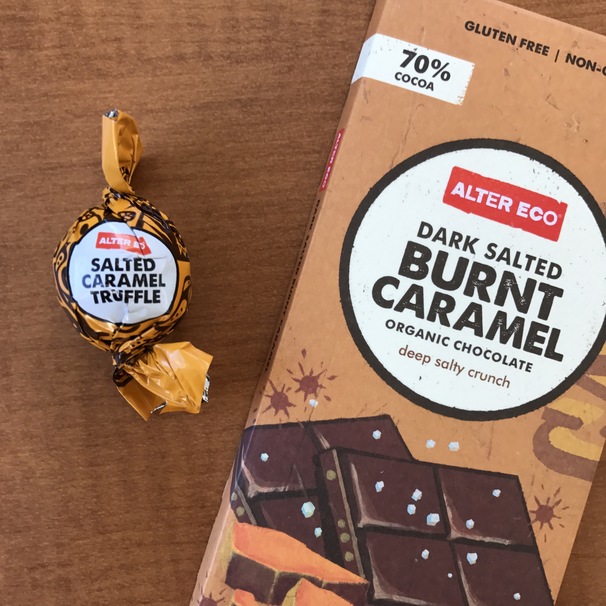 GLUTEN FREE | NON-G
70%
COCOA
ALTER ECO
DARK SALTED
BURNT
CARAMEL
ORGANIC CHOCOLATE
deep salty crunch
ALTER ECO
SALTED
CARAMEL
TRUFFLE